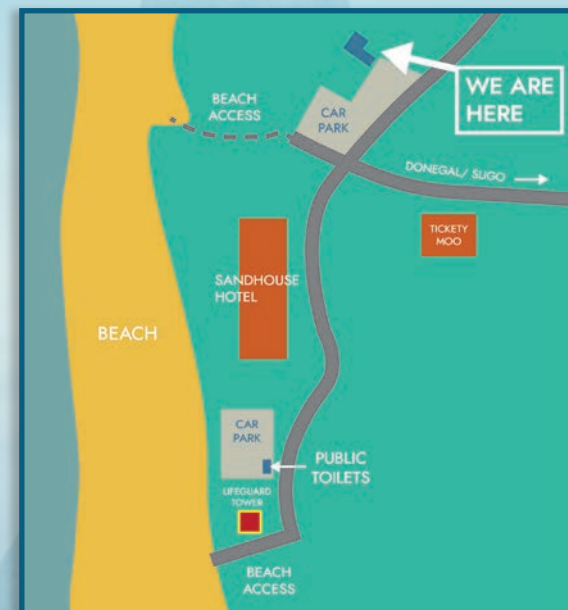 WE ARE
HERE
CAR
PARK
BEACH
ACCESS
DONEGAL/ SLIGO
TICKETY
MOO
SANDHOUSE
HOTEL
BEACH
CAR
PARK
PUBLIC
TOILETS
LIFEGUARD
TOWER
BEACH
ACCESS